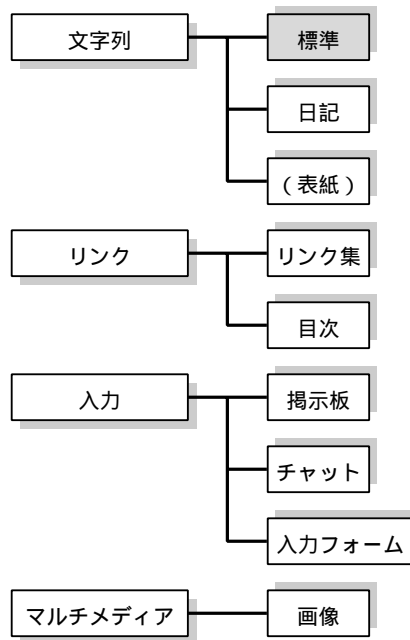 文字列
標準
日記
(表紙)
リンク
リンク集
目次
入力
掲示板
チャット
入力フォーム
マルチメディア
画像